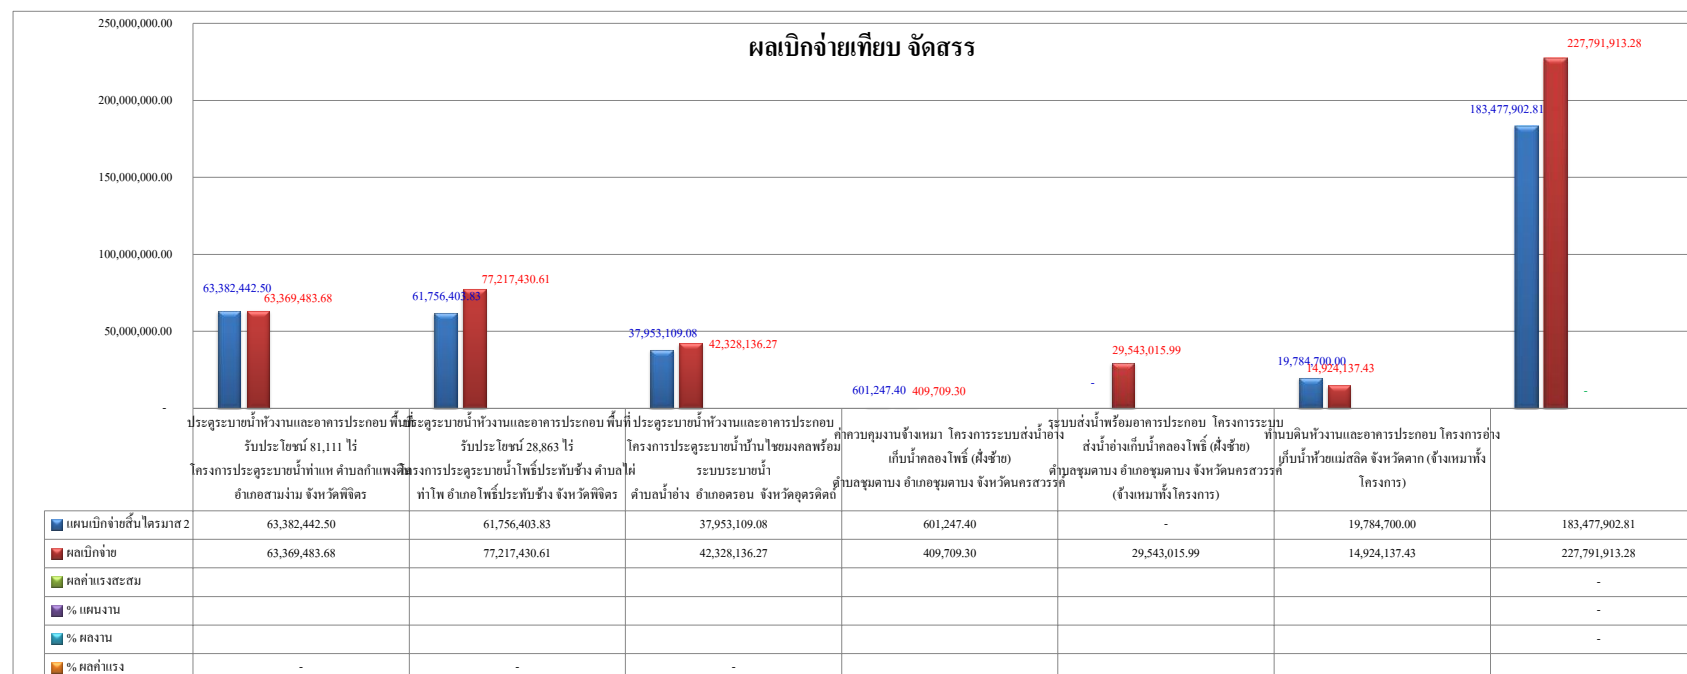 ผลเบิกจ่ายเทียบ จัดสรร
250,000,000.00
200,000,000.00
150,000,000.00
100,000,000.00
50,000,000.00
-
63,382,442.50
63,369,483.68
61,756,403.83
77,217,430.61
37,953,109.08
42,328,136.27
601,247.40
409,709.30
-
29,543,015.99
19,784,700.00
14,924,137.43
183,477,902.81
227,791,913.28
-
ประตูระบายน้ำหัวงานและอาคารประกอบ พื้นที่
รับประโยชน์ 81,111 ไร่
โครงการประตูระบายน้ำท่าแห ตำบลกำแพงดิน
อำเภอสามง่าม จังหวัดพิจิตร
ประตูระบายน้ำหัวงานและอาคารประกอบ พื้นที่
รับประโยชน์ 28,863 ไร่
โครงการประตูระบายน้ำโพธิ์ประทับช้าง ตำบลไผ่
ท่าโพ อำเภอโพธิ์ประทับช้าง จังหวัดพิจิตร
ประตูระบายน้ำหัวงานและอาคารประกอบ
โครงการประตูระบายน้ำบ้านไชยมงคลพร้อม
ระบบระบายน้ำ
ตำบลน้ำอ่าง อำเภอตรอน จังหวัดอุตรดิตถ์
ค่าควบคุมงานจ้างเหมา โครงการระบบส่งน้ำอ่าง
เก็บน้ำคลองโพธิ์ (ฝั่งซ้าย)
ตำบลชุมตาบง อำเภอชุมตาบง จังหวัดนครสวรรค์
ระบบส่งน้ำพร้อมอาคารประกอบ โครงการระบบ
ส่งน้ำอ่างเก็บน้ำคลองโพธิ์ (ฝั่งซ้าย)
ตำบลชุมตาบง อำเภอชุมตาบง จังหวัดนครสวรรค์
(จ้างเหมาทั้งโครงการ)
ทำนบดินหัวงานและอาคารประกอบ โครงการอ่าง
เก็บน้ำห้วยแม่สลิด จังหวัดตาก (จ้างเหมาทั้ง
โครงการ)
แผนเบิกจ่ายสิ้นไตรมาส 2 63,382,442.50 61,756,403.83 37,953,109.08 601,247.40 - 19,784,700.00 183,477,902.81
ผลเบิกจ่าย 63,369,483.68 77,217,430.61 42,328,136.27 409,709.30 29,543,015.99 14,924,137.43 227,791,913.28
ผลค่าแรงสะสม -
% แผนงาน -
% ผลงาน -
% ผลค่าแรง - - -